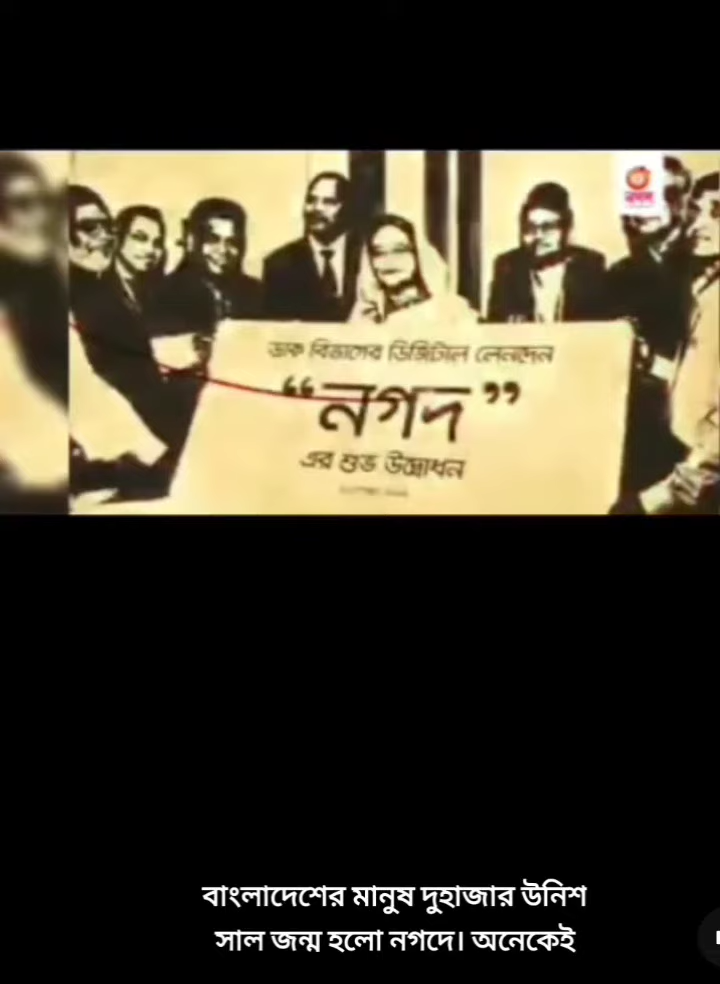 ডাক বিভাগের ডিজিটাল লেনদেন
“নগদ”
এর শুভ উদ্বোধন
বাংলাদেশের মানুষ দুহাজার উনিশ
সাল জন্ম হলো নগদে। অনেকেই